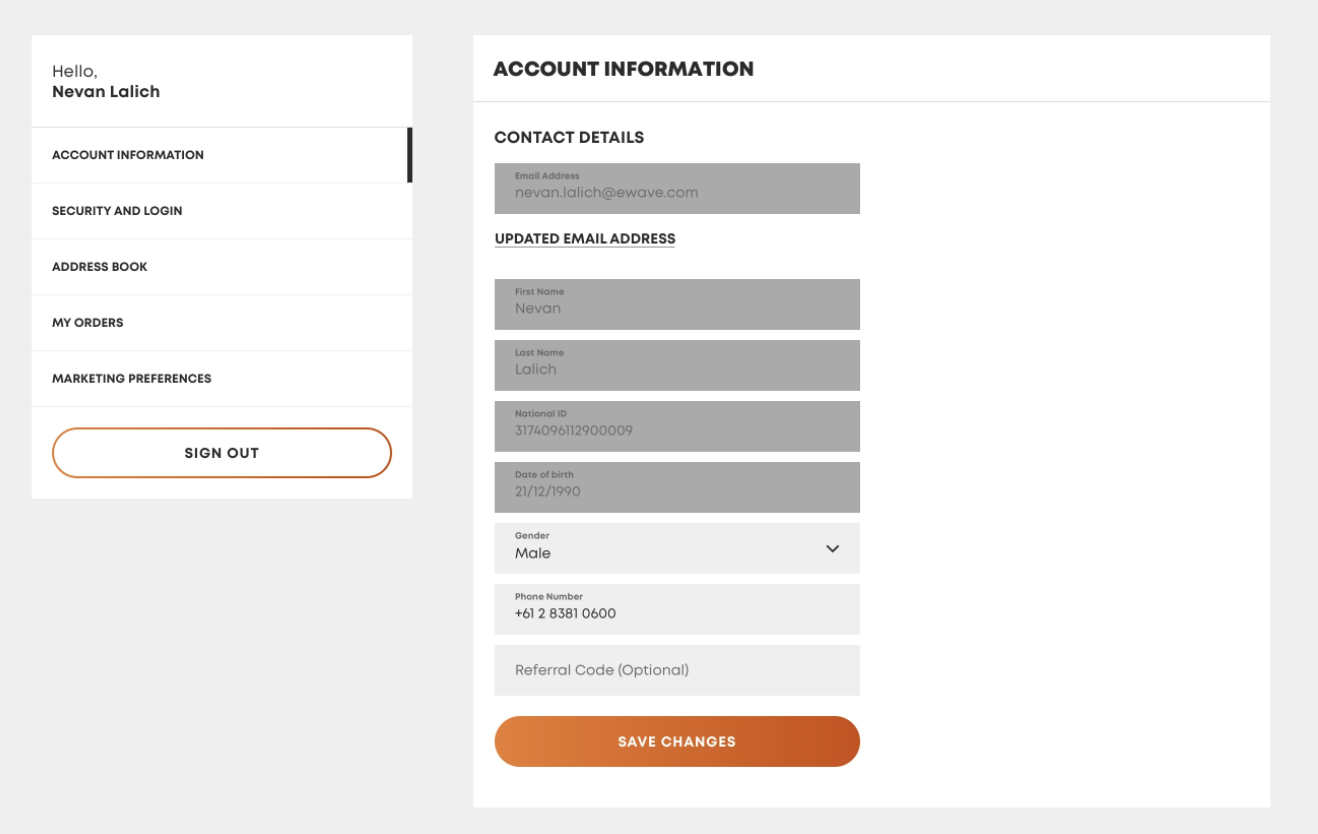 Hello,
Nevan Lalich
ACCOUNT INFORMATION
SECURITY AND LOGIN
ADDRESS BOOK
MY ORDERS
MARKETING PREFERENCES
SIGN OUT
ACCOUNT INFORMATION
CONTACT DETAILS
Email Address
nevan.lalich@ewave.com
UPDATED EMAIL ADDRESS
First Name
Nevan
Last Name
Lalich
National ID
3174096112900009
Date of birth
21/12/1990
Gender
Male
Phone Number
+61 2 8381 0600
Referral Code (Optional)
SAVE CHANGES